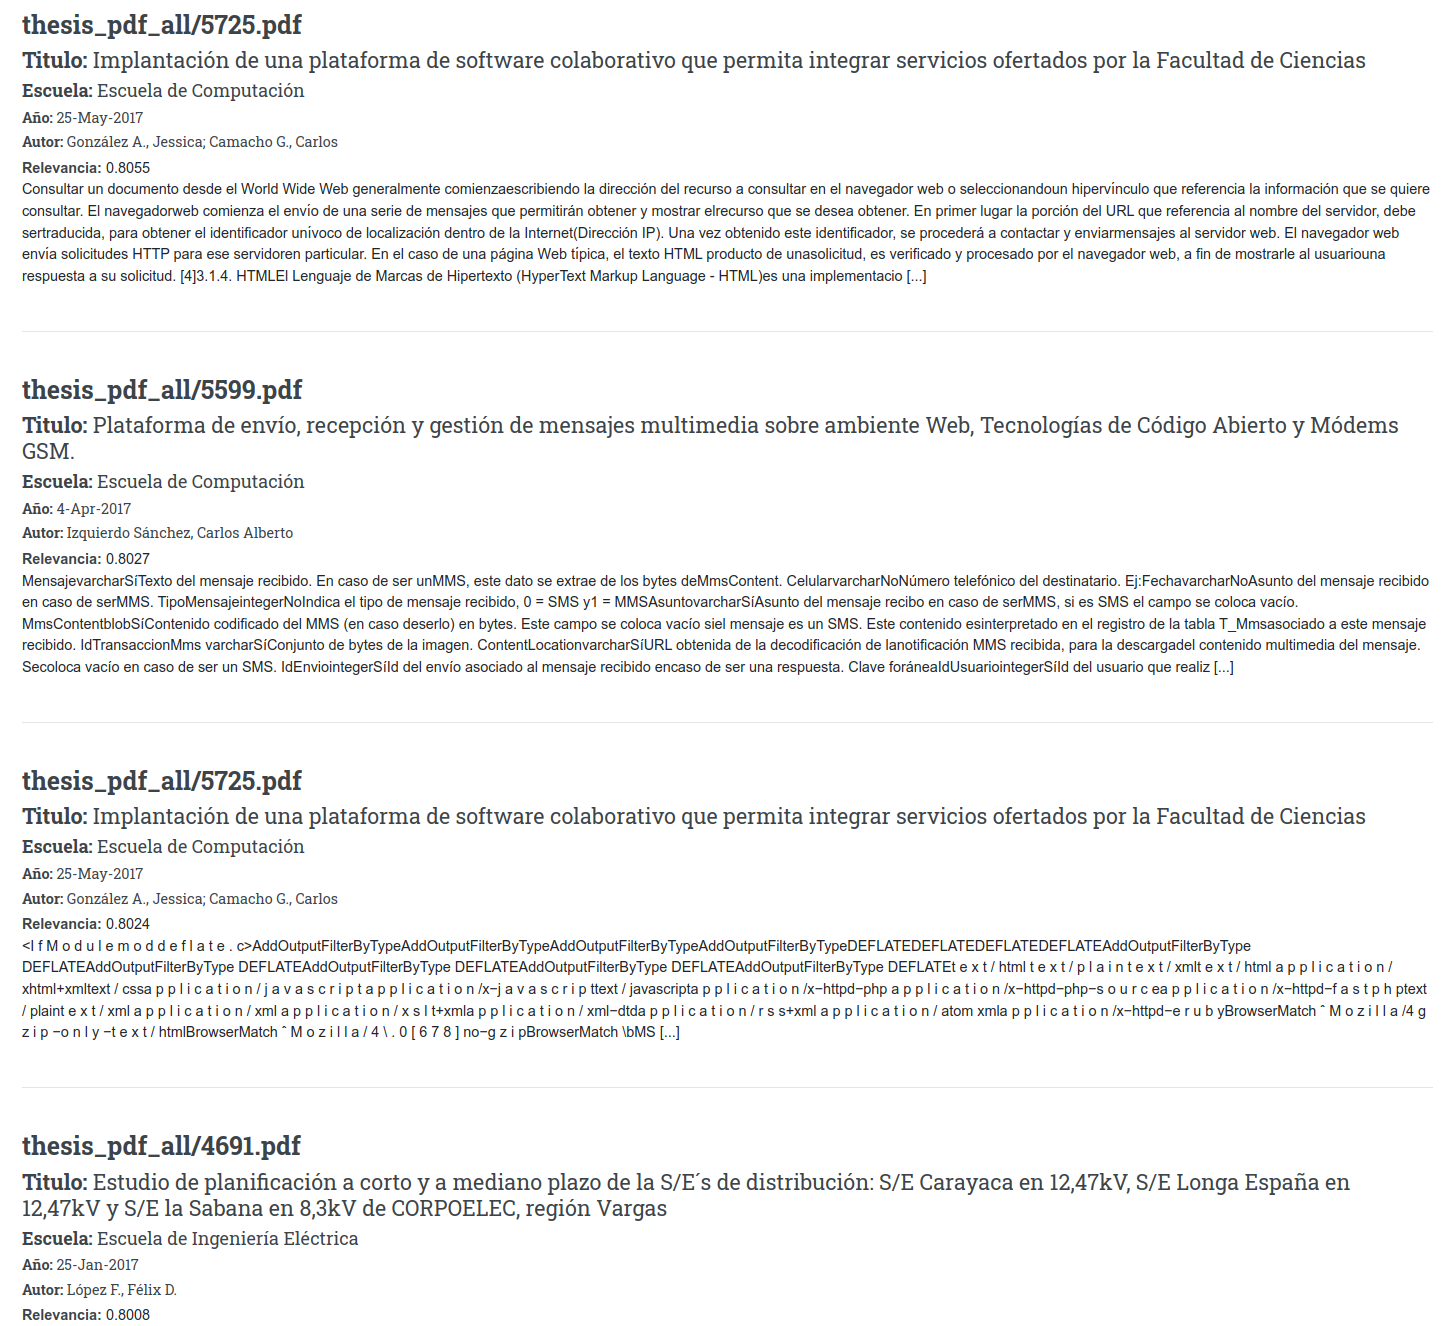 thesis_pdf_all/5725.pdf
Titulo: Implantación de una plataforma de software colaborativo que permita integrar servicios ofertados por la Facultad de Ciencias
Escuela: Escuela de Computación
Año: 25-May-2017
Autor: González A., Jessica; Camacho G., Carlos
Relevancia: 0.8055
Consultar un documento desde el World Wide Web generalmente comienzaescribiendo la dirección del recurso a consultar en el navegador web o seleccionandoun hipervínculo que referencia la información que se quiere
consultar. El navegadorweb comienza el envío de una serie de mensajes que permitirán obtener y mostrar elrecurso que se desea obtener. En primer lugar la porción del URL que referencia al nombre del servidor, debe
sertraducida, para obtener el identificador unívoco de localización dentro de la Internet(Dirección IP). Una vez obtenido este identificador, se procederá a contactar y enviarmensajes al servidor web. El navegador web
envía solicitudes HTTP para ese servidoren particular. En el caso de una página Web típica, el texto HTML producto de unasolicitud, es verificado y procesado por el navegador web, a fin de mostrarle al usuariouna
respuesta a su solicitud. [4]3.1.4. HTMLEl Lenguaje de Marcas de Hipertexto (HyperText Markup Language - HTML)es una implementacio [...]
thesis_pdf_all/5599.pdf
Titulo: Plataforma de envío, recepción y gestión de mensajes multimedia sobre ambiente Web, Tecnologías de Código Abierto y Módems
GSM.
Escuela: Escuela de Computación
Año: 4-Apr-2017
Autor: Izquierdo Sánchez, Carlos Alberto
Relevancia: 0.8027
MensajevarcharSíTexto del mensaje recibido. En caso de ser unMMS, este dato se extrae de los bytes deMmsContent. CelularvarcharNoNúmero telefónico del destinatario. Ej:FechavarcharNoAsunto del mensaje recibido
en caso de serMMS. TipoMensajeintegerNoIndica el tipo de mensaje recibido, 0 = SMS y1 = MMSAsuntovarcharSíAsunto del mensaje recibo en caso de serMMS, si es SMS el campo se coloca vacío.
MmsContentblobSíContenido codificado del MMS (en caso deserlo) en bytes. Este campo se coloca vacío siel mensaje es un SMS. Este contenido esinterpretado en el registro de la tabla T_Mmsasociado a este mensaje
recibido. IdTransaccionMms varcharSíConjunto de bytes de la imagen. ContentLocationvarcharSíURL obtenida de la decodificación de lanotificación MMS recibida, para la descargadel contenido multimedia del mensaje.
Secoloca vacío en caso de ser un SMS. IdEnviointegerSíId del envío asociado al mensaje recibido encaso de ser una respuesta. Clave foráneaIdUsuariointegerSíId del usuario que realiz [...]
thesis_pdf_all/5725.pdf
Titulo: Implantación de una plataforma de software colaborativo que permita integrar servicios ofertados por la Facultad de Ciencias
Escuela: Escuela de Computación
Año: 25-May-2017
Autor: González A., Jessica; Camacho G., Carlos
Relevancia: 0.8024
<I f M o d u l e m o d d e f l a t e . c>AddOutputFilterByTypeAddOutputFilterByTypeAddOutputFilterByTypeAddOutputFilterByTypeDEFLATEDEFLATEDEFLATEDEFLATEAddOutputFilterByType
DEFLATEAddOutputFilterByType DEFLATEAddOutputFilterByType DEFLATEAddOutputFilterByType DEFLATEAddOutputFilterByType DEFLATEt e x t / html t e x t / p l a i n t e x t / xmlt e x t / html a p p l i c a t i o n /
xhtml+xmltext / cssa p p l i c a t i o n / j a v a s c r i p t a p p l i c a t i o n /x−j a v a s c r i p ttext / javascripta p p l i c a t i o n /x−httpd−php a p p l i c a t i o n /x−httpd−php−s o u r c ea p p l i c a t i o n /x−httpd−f a s t p h ptext
/ plaint e x t / xml a p p l i c a t i o n / xml a p p l i c a t i o n / x s l t+xmla p p l i c a t i o n / xml−dtda p p l i c a t i o n / r s s+xml a p p l i c a t i o n / atom xmla p p l i c a t i o n /x−httpd−e r u b yBrowserMatch ˆ M o z i l l a /4 g
z i p −o n l y −t e x t / htmlBrowserMatch ˆ M o z i l l a / 4 \ . 0 [ 6 7 8 ] no−g z i pBrowserMatch \bMS [...]
thesis_pdf_all/4691.pdf
Titulo: Estudio de planificación a corto y a mediano plazo de la S/E´s de distribución: S/E Carayaca en 12,47kV, S/E Longa España en
12,47kV y S/E la Sabana en 8,3kV de CORPOELEC, región Vargas
Escuela: Escuela de Ingeniería Eléctrica
Año: 25-Jan-2017
Autor: López F., Félix D.
Relevancia: 0.8008